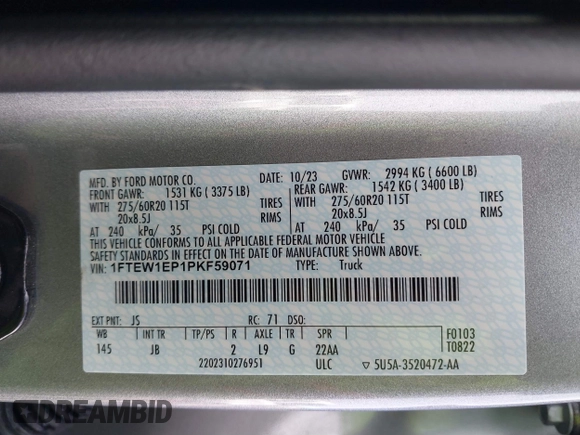 MFD. BY FORD MOTOR CO. DATE: 10/23 GVWR: 2994 KG ( 6600 LB)
FRONT GAWR: 1531 KG ( 3375 LB) REAR GAWR: 1542 KG ( 3400 LB)
WITH 275/60R20 115T TIRES WITH 275/60R20 115T TIRES
20x8.5J RIMS 20x8.5J RIMS
AT 240 kPa/ 35 PSI COLD AT 240 kPa/ 35 PSI COLD
THIS VEHICLE CONFORMS TO ALL APPLICABLE FEDERAL MOTOR VEHICLE
SAFETY STANDARDS IN EFFECT ON THE DATE OF MANUFACTURE SHOWN ABOVE.
VIN: 1FTEW1EP1PKF59071 TYPE: Truck
EXT PNT: JS RC: 71 DSO:
WB INT TR TP/PS R AXLE TR SPR
145 JB 2 L9 G 22AA
2202310276951 ULC
F0103
T0822
5U5A-3520472-AA
DREAMBID